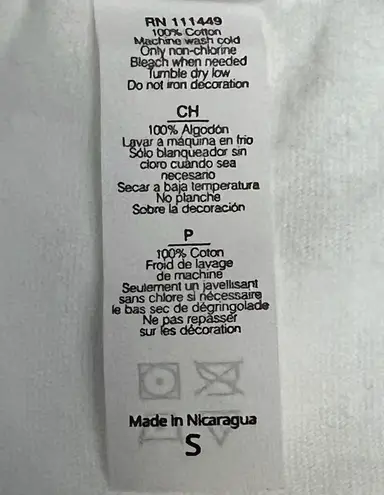 RN 111449
100% Cotton
Machine wash cold
Only non-chlorine
Bleach when needed
Tumble dry low
Do not iron decoration
CH
100% Algodón
Lavar a máquina en frio
Sólo blanqueador sin
cloro cuando sea
necesario
Secar a baja temperatura
No planche
Sobre la decoración
P
100% Coton
Froid de lavage
de machine
Seulement un javellisant
sans chlore si nécessaire
le bas sec de dégringolade
Ne pas repasser
sur les décoration
Made in Nicaragua
S